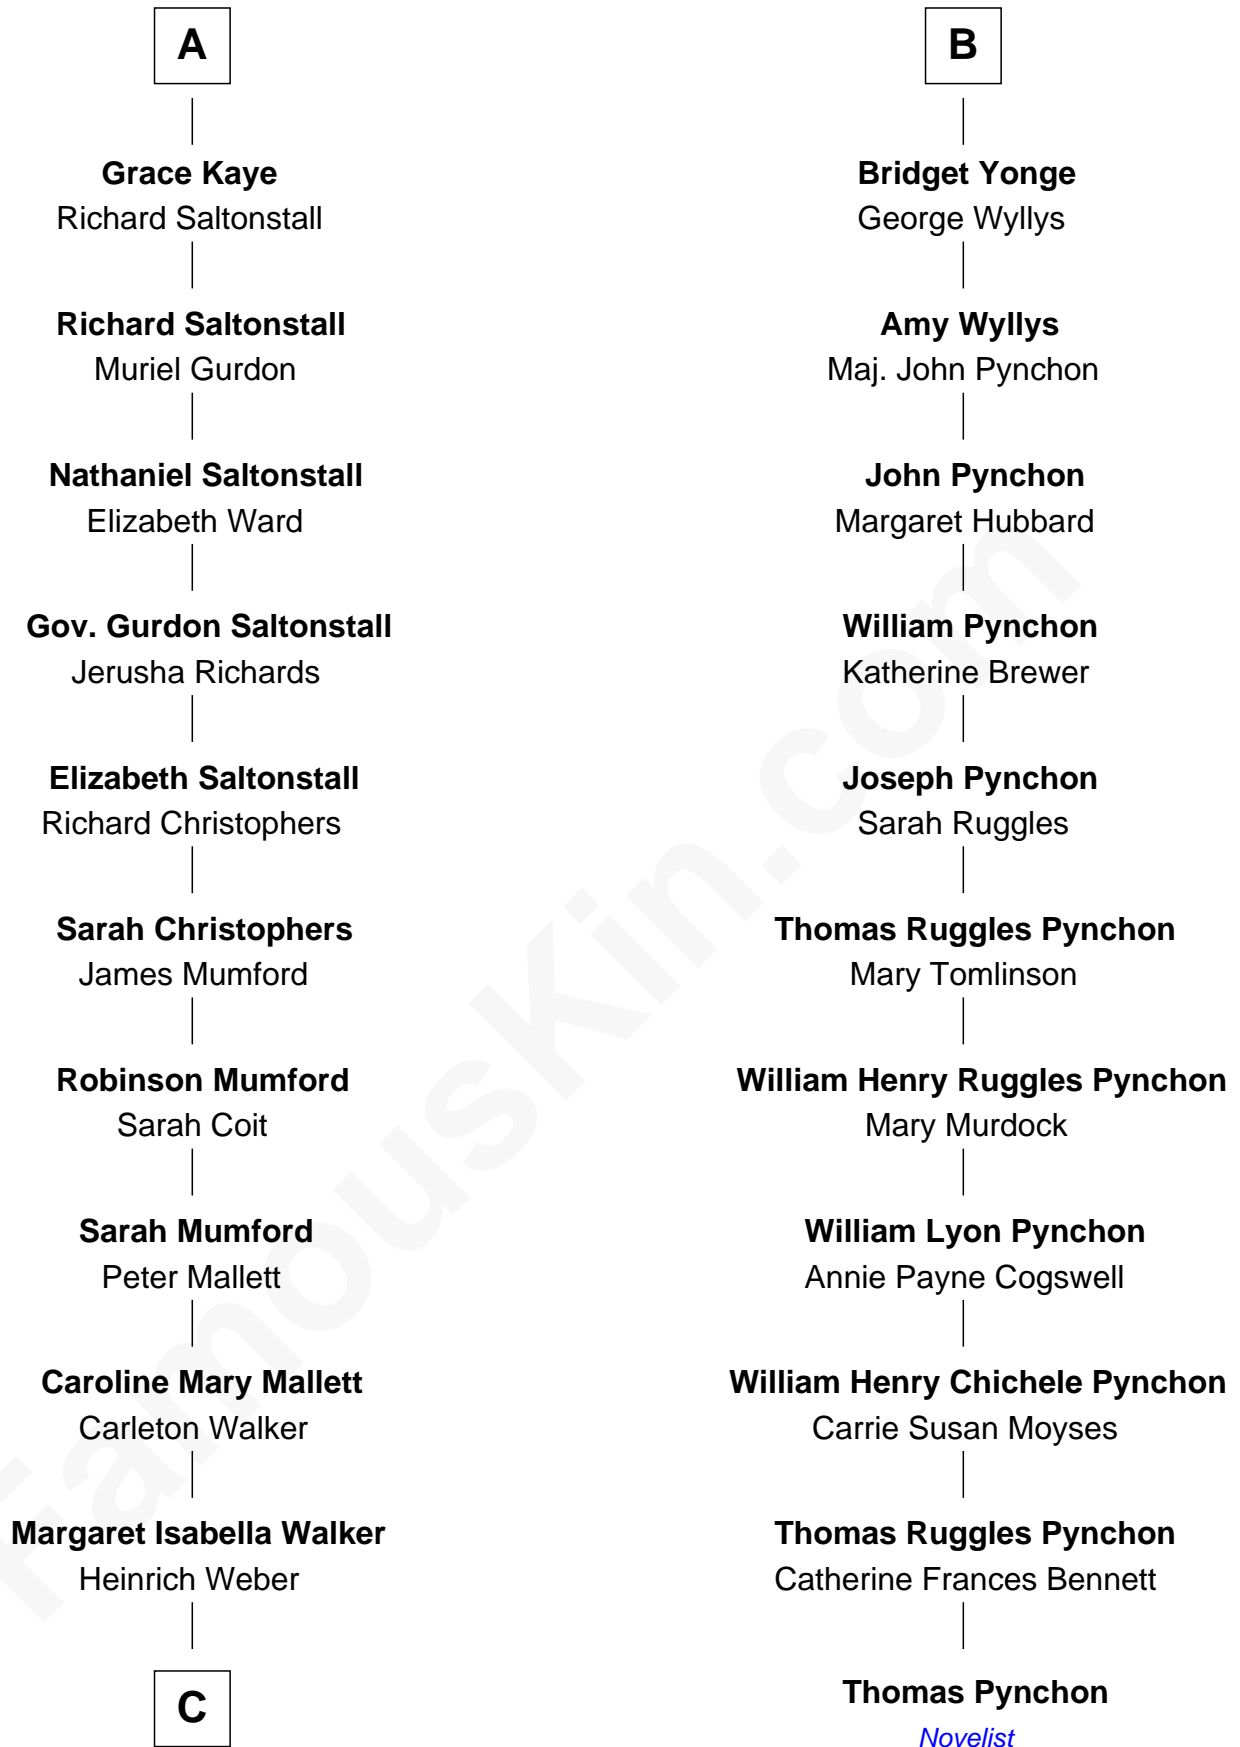 A
Grace Kaye
Richard Saltonstall
Richard Saltonstall
Muriel Gurdon
Nathaniel Saltonstall
Elizabeth Ward
Gov. Gurdon Saltonstall
Jerusha Richards
Elizabeth Saltonstall
Richard Christophers
Sarah Christophers
James Mumford
Robinson Mumford
Sarah Coit
Sarah Mumford
Peter Mallett
Caroline Mary Mallett
Carleton Walker
Margaret Isabella Walker
Heinrich Weber
C
B
Bridget Yonge
George Wyllys
Amy Wyllys
Maj. John Pynchon
John Pynchon
Margaret Hubbard
William Pynchon
Katherine Brewer
Joseph Pynchon
Sarah Ruggles
Thomas Ruggles Pynchon
Mary Tomlinson
William Henry Ruggles Pynchon
Mary Murdock
William Lyon Pynchon
Annie Payne Cogswell
William Henry Chichele Pynchon
Carrie Susan Moyses
Thomas Ruggles Pynchon
Catherine Frances Bennett
Thomas Pynchon
Novelist
FamousKin.com